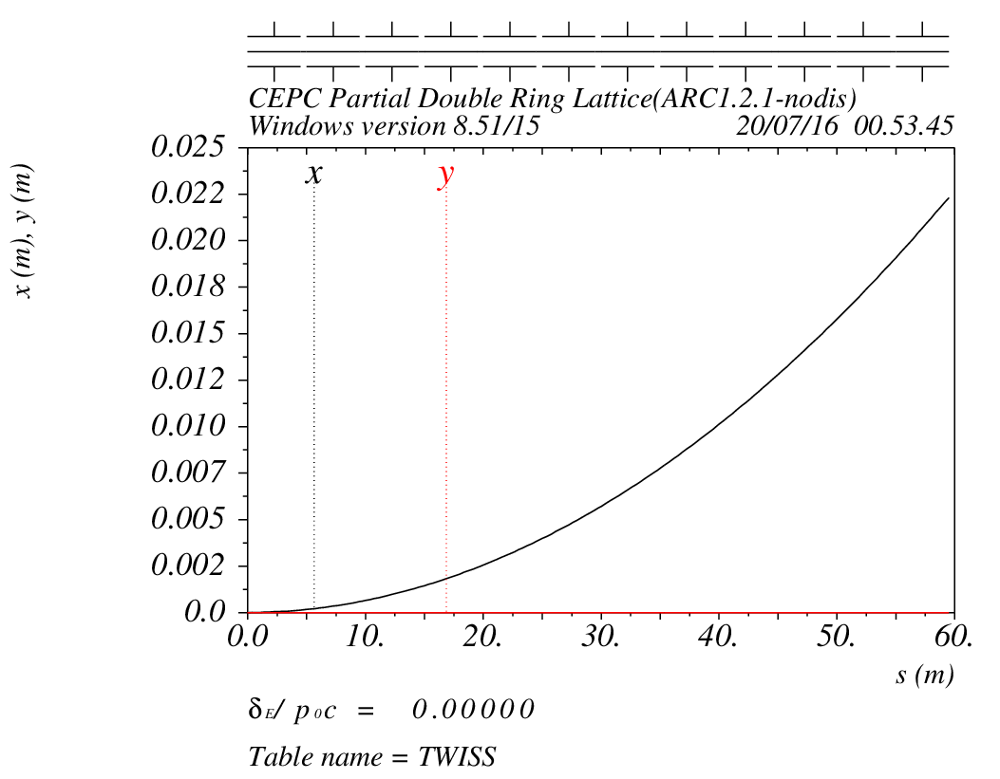 CEPC Partial Double Ring Lattice(ARC1.2.1-nodis)
Windows version 8.51/15 20/07/16 00.53.45
x (m), y (m)
0.025
0.022
0.020
0.018
0.015
0.012
0.010
0.007
0.005
0.002
0.0
x y
0.0 10. 20. 30. 40. 50. 60.
s (m)
δE/ p0c = 0.00000
Table name = TWISS